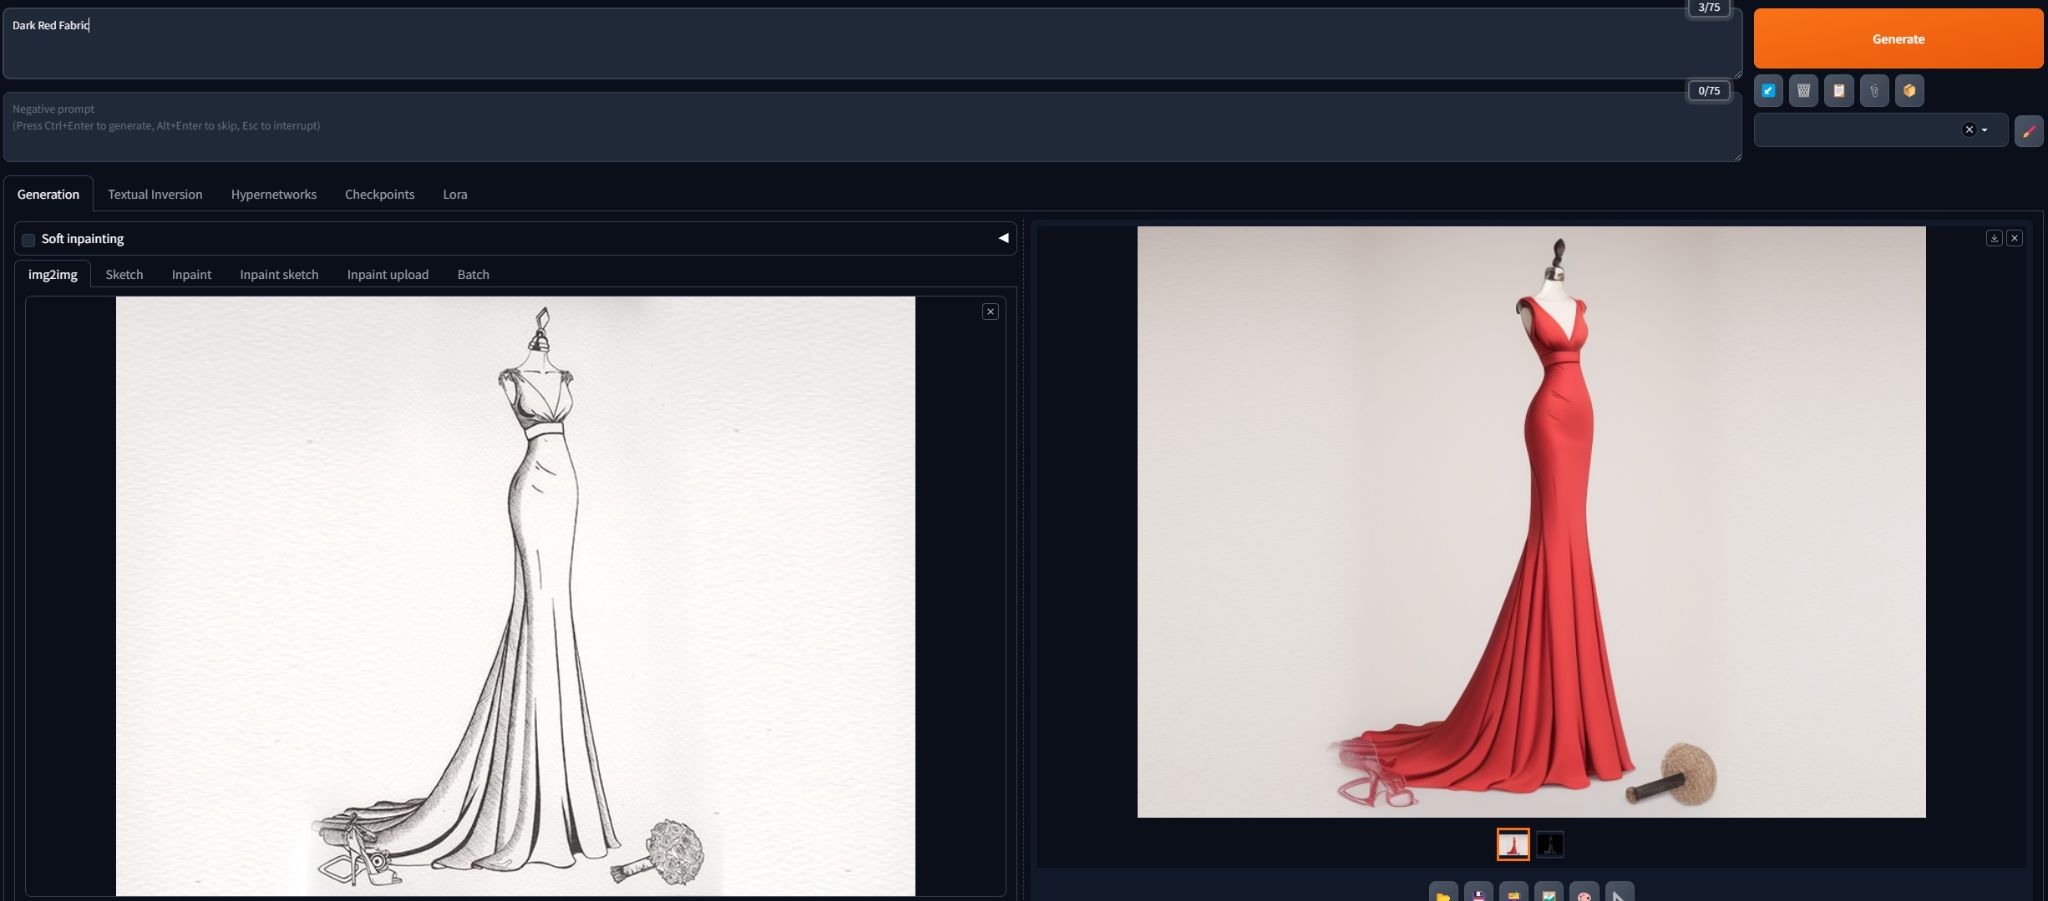 3/75
Dark Red Fabric
Generate
0/75
Negative prompt
(Press Ctrl+Enter to generate, Alt+Enter to skip, Esc to interrupt)
Generation Textual Inversion Hypernetworks Checkpoints Lora
Soft inpainting
img2img Sketch Inpaint Inpaint sketch Inpaint upload Batch